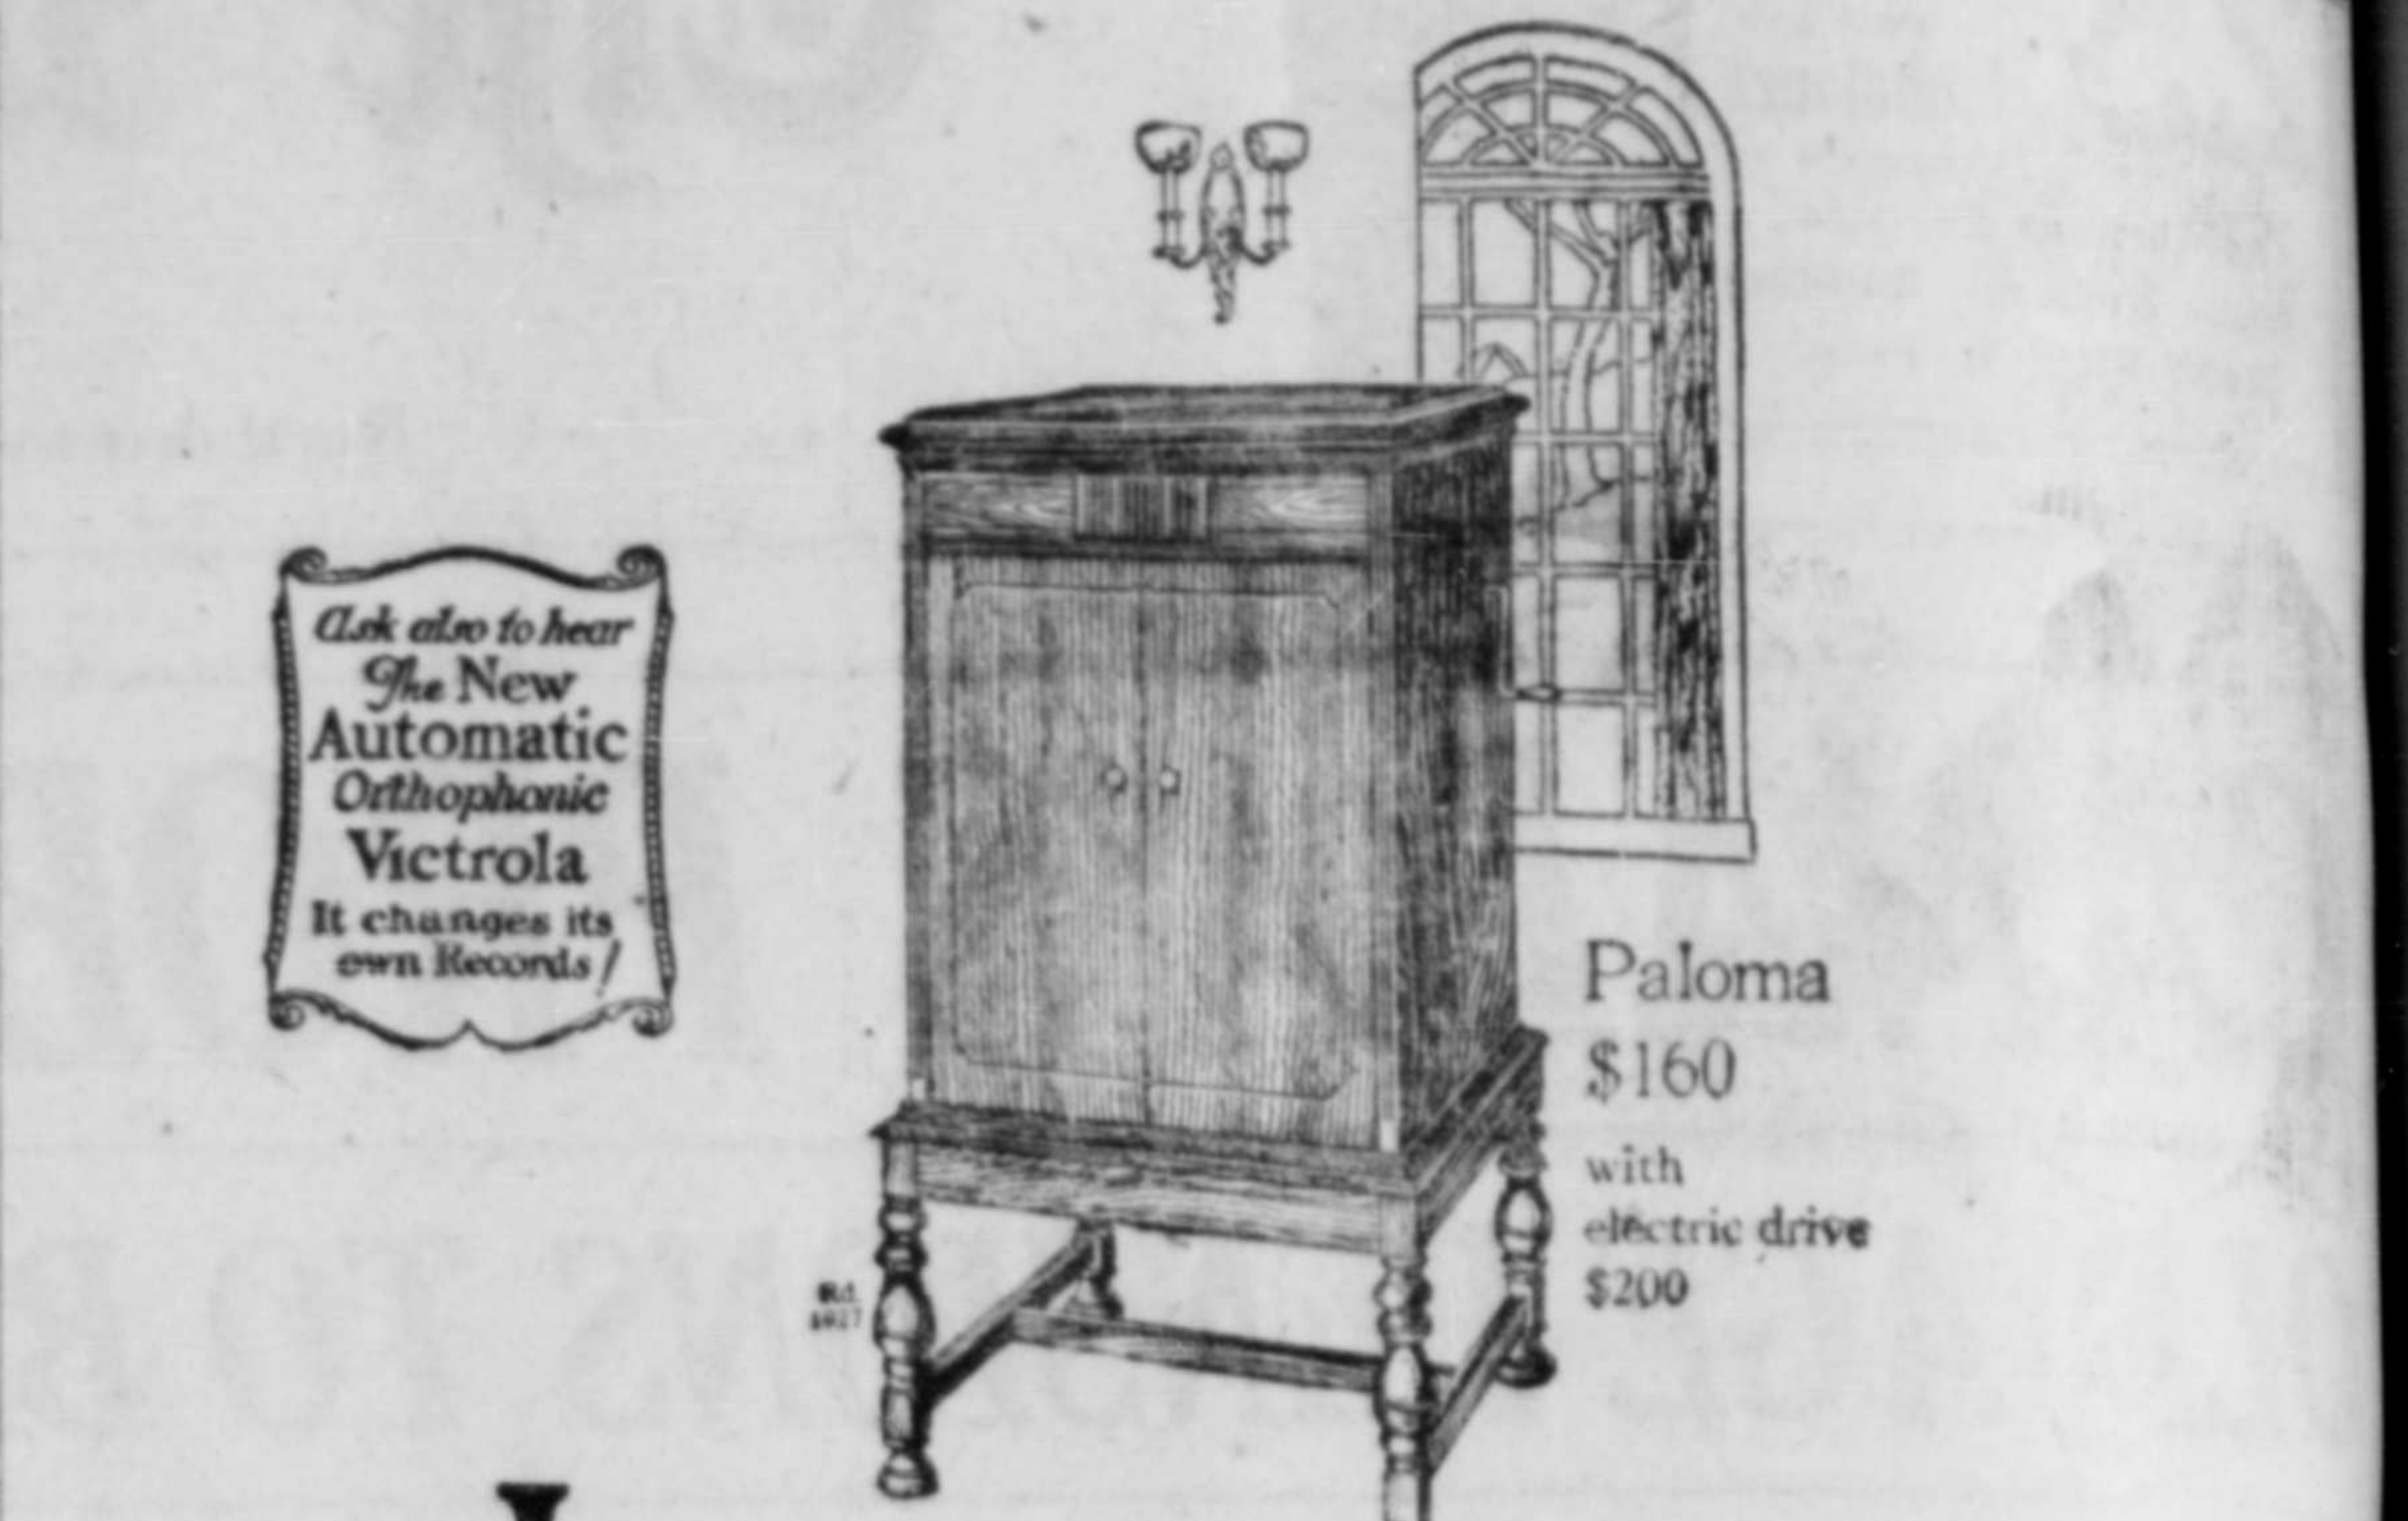 Ask also to hear
The New
Automatic
Orthophonic
Victrola
It changes its
own Records!
Paloma
$160
with
electric drive
$200